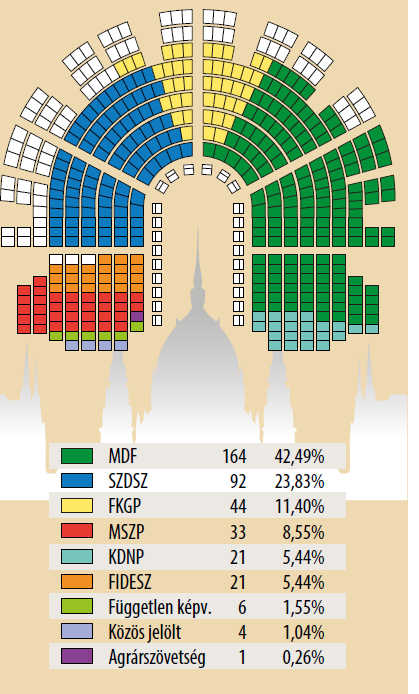 MDF 164 42,49%
SZDSZ 92 23,83%
FKGP 44 11,40%
MSZP 33 8,55%
KDNP 21 5,44%
FIDESZ 21 5,44%
Független képv. 6 1,55%
Közös jelölt 4 1,04%
Agrárszövetség 1 0,26%